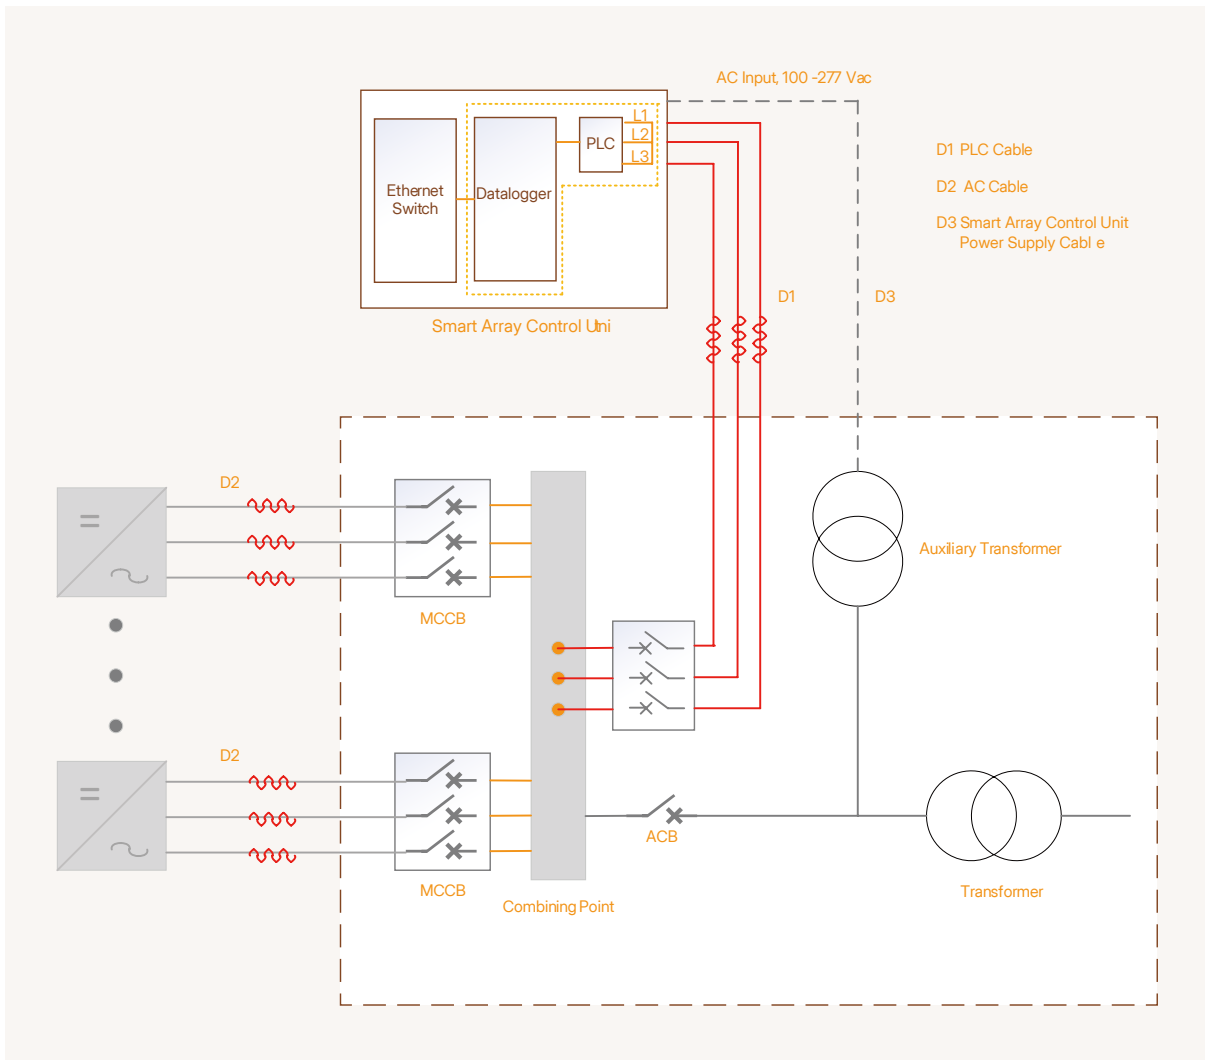 AC Input, 100 -277 Vac
L1
L2
L3
PLC
Ethernet
Switch
Datalogger
D1 PLC Cable
D2 AC Cable
D3 Smart Array Control Unit
Power Supply Cabl e
D1
D3
Smart Array Control Utni
D2
MCCB
Auxiliary Transformer
D2
MCCB
ACB
Combining Point
Transformer